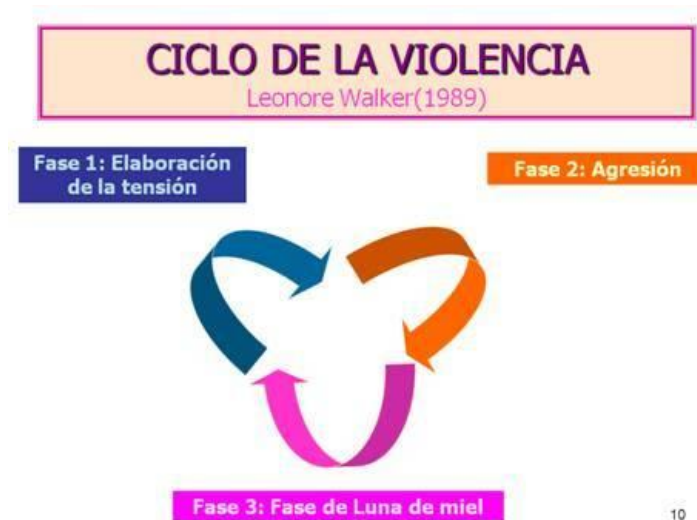 CICLO DE LA VIOLENCIA
Leonore Walker(1989)
Fase 1: Elaboración
de la tensión
Fase 2: Agresión
Fase 3: Fase de Luna de miel
10